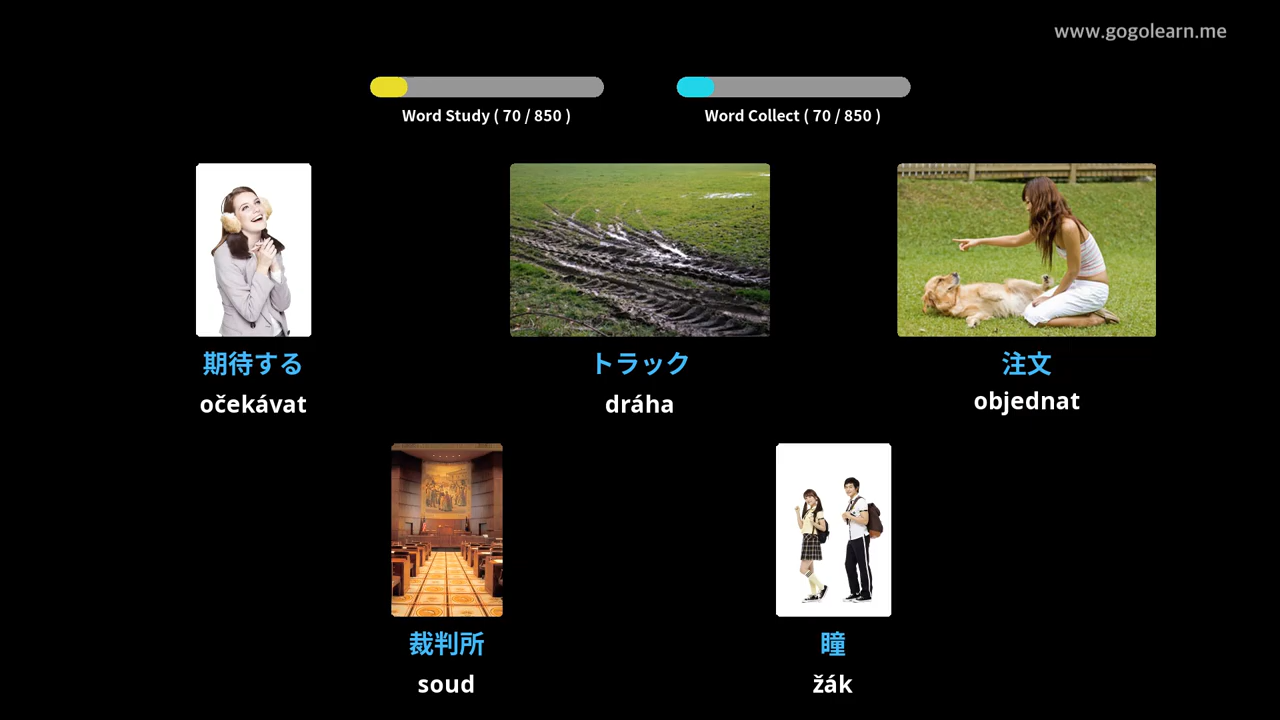 www.gogolearn.me
Word Study ( 70 / 850 )
Word Collect ( 70 / 850 )
期待する
očekávat
トラック
dráha
注文
objednat
裁判所
soud
瞳
žák